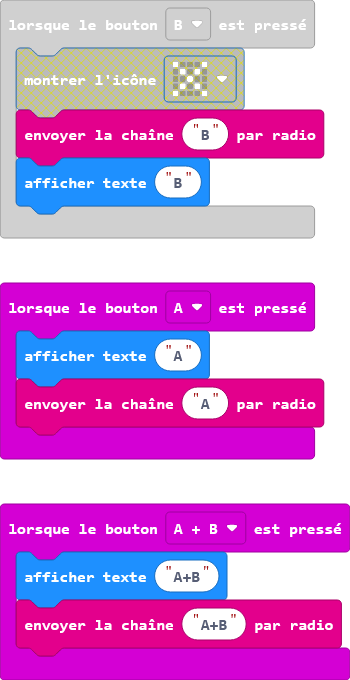 lorsque le bouton B est pressé
montrer l'icône
envoyer la chaîne "B" par radio
afficher texte "B"
lorsque le bouton A est pressé
afficher texte "A"
envoyer la chaîne "A" par radio
lorsque le bouton A + B est pressé
afficher texte "A+B"
envoyer la chaîne "A+B" par radio